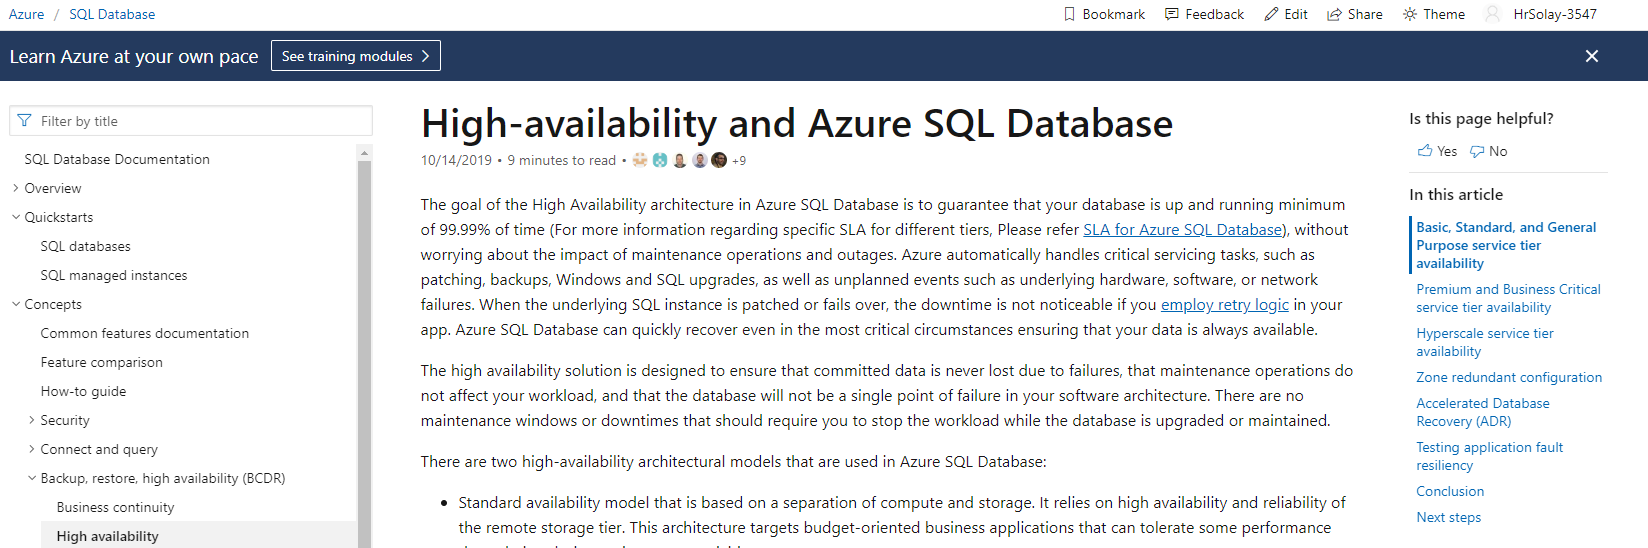 Azure / SQL Database
Bookmark Feedback Edit Share Theme HrSolay-3547
Learn Azure at your own pace See training modules
Filter by title
SQL Database Documentation
Overview
Quickstarts
SQL databases
SQL managed instances
Concepts
Common features documentation
Feature comparison
How-to guide
Security
Connect and query
Backup, restore, high availability (BCDR)
Business continuity
High availability
High-availability and Azure SQL Database
10/14/2019 • 9 minutes to read • +9
The goal of the High Availability architecture in Azure SQL Database is to guarantee that your database is up and running minimum
of 99.99% of time (For more information regarding specific SLA for different tiers, Please refer SLA for Azure SQL Database), without
worrying about the impact of maintenance operations and outages. Azure automatically handles critical servicing tasks, such as
patching, backups, Windows and SQL upgrades, as well as unplanned events such as underlying hardware, software, or network
failures. When the underlying SQL instance is patched or fails over, the downtime is not noticeable if you employ retry logic in your
app. Azure SQL Database can quickly recover even in the most critical circumstances ensuring that your data is always available.
The high availability solution is designed to ensure that committed data is never lost due to failures, that maintenance operations do
not affect your workload, and that the database will not be a single point of failure in your software architecture. There are no
maintenance windows or downtimes that should require you to stop the workload while the database is upgraded or maintained.
There are two high-availability architectural models that are used in Azure SQL Database:
• Standard availability model that is based on a separation of compute and storage. It relies on high availability and reliability of
the remote storage tier. This architecture targets budget-oriented business applications that can tolerate some performance
Is this page helpful?
Yes No
In this article
Basic, Standard, and General
Purpose service tier
availability
Premium and Business Critical
service tier availability
Hyperscale service tier
availability
Zone redundant configuration
Accelerated Database
Recovery (ADR)
Testing application fault
resiliency
Conclusion
Next steps